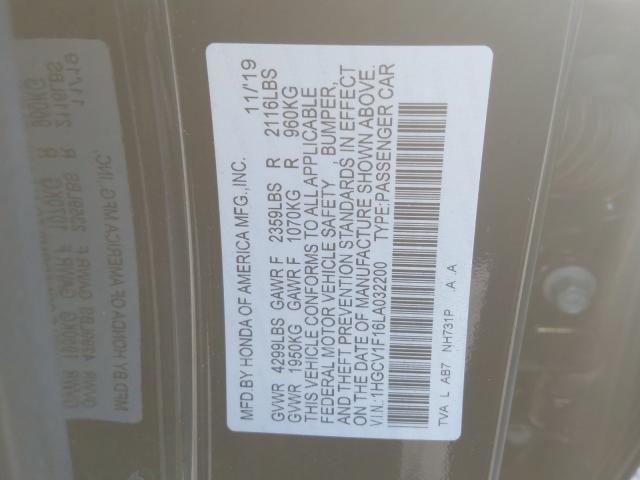 MFD.BY HONDA OF AMERICA MFG.,INC. 11/'19
GVWR 4299LBS GAWR F 2359LBS R 2116LBS
GVWR 1950KG GAWR F 1070KG R 960KG
THIS VEHICLE CONFORMS TO ALL APPLICABLE
FEDERAL MOTOR VEHICLE SAFETY, BUMPER,
AND THEFT PREVENTION STANDARDS IN EFFECT
ON THE DATE OF MANUFACTURE SHOWN ABOVE.
V.I.N.:1HGCV1F16LA032200 TYPE:PASSENGER CAR
TVA L AB7 NH731P .A .A